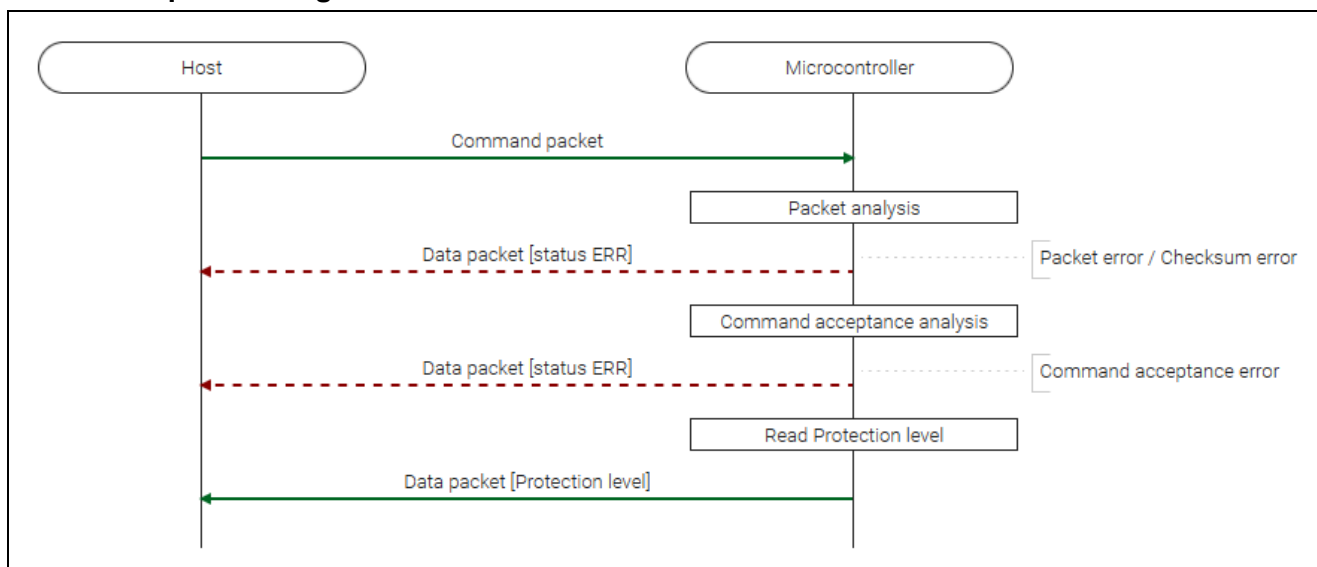 Host
Microcontroller
Command packet
Packet analysis
Data packet [status ERR]
Packet error / Checksum error
Command acceptance analysis
Data packet [status ERR]
Command acceptance error
Read Protection level
Data packet [Protection level]